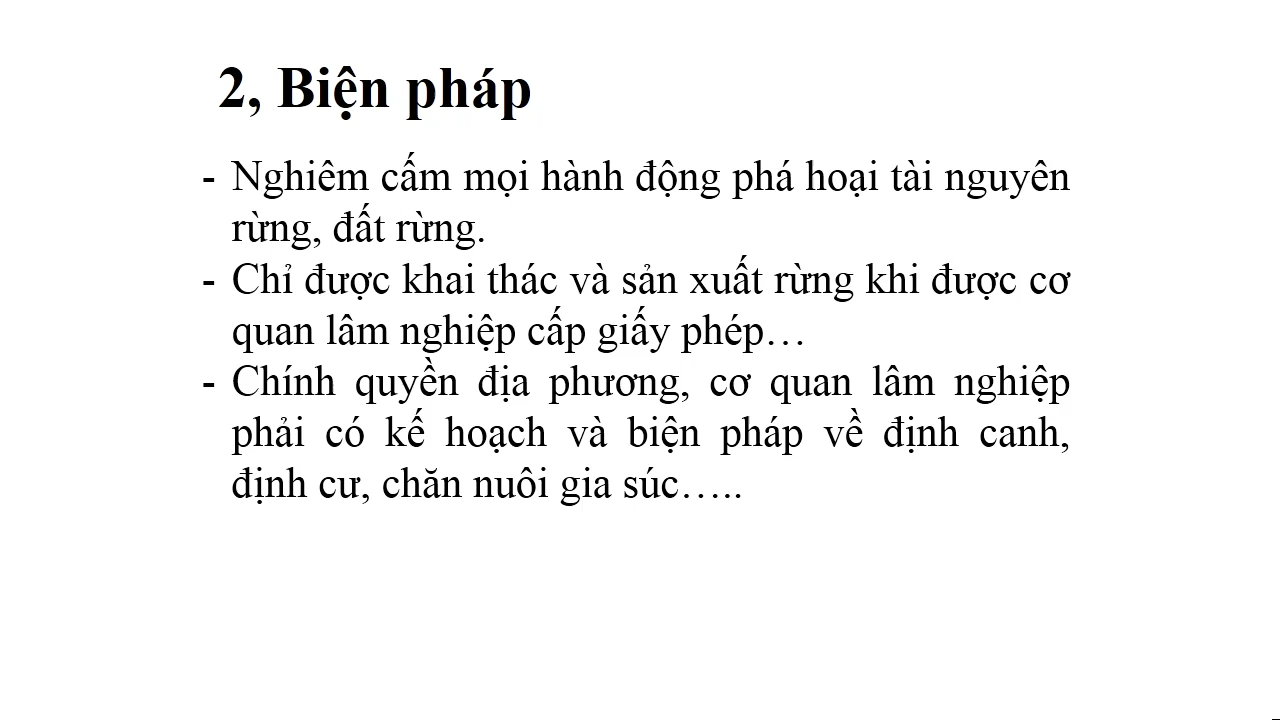 2, Biện pháp
- Nghiêm cấm mọi hành động phá hoại tài nguyên
rừng, đất rừng.
- Chỉ được khai thác và sản xuất rừng khi được cơ
quan lâm nghiệp cấp giấy phép…
- Chính quyền địa phương, cơ quan lâm nghiệp
phải có kế hoạch và biện pháp về định canh,
định cư, chăn nuôi gia súc…..